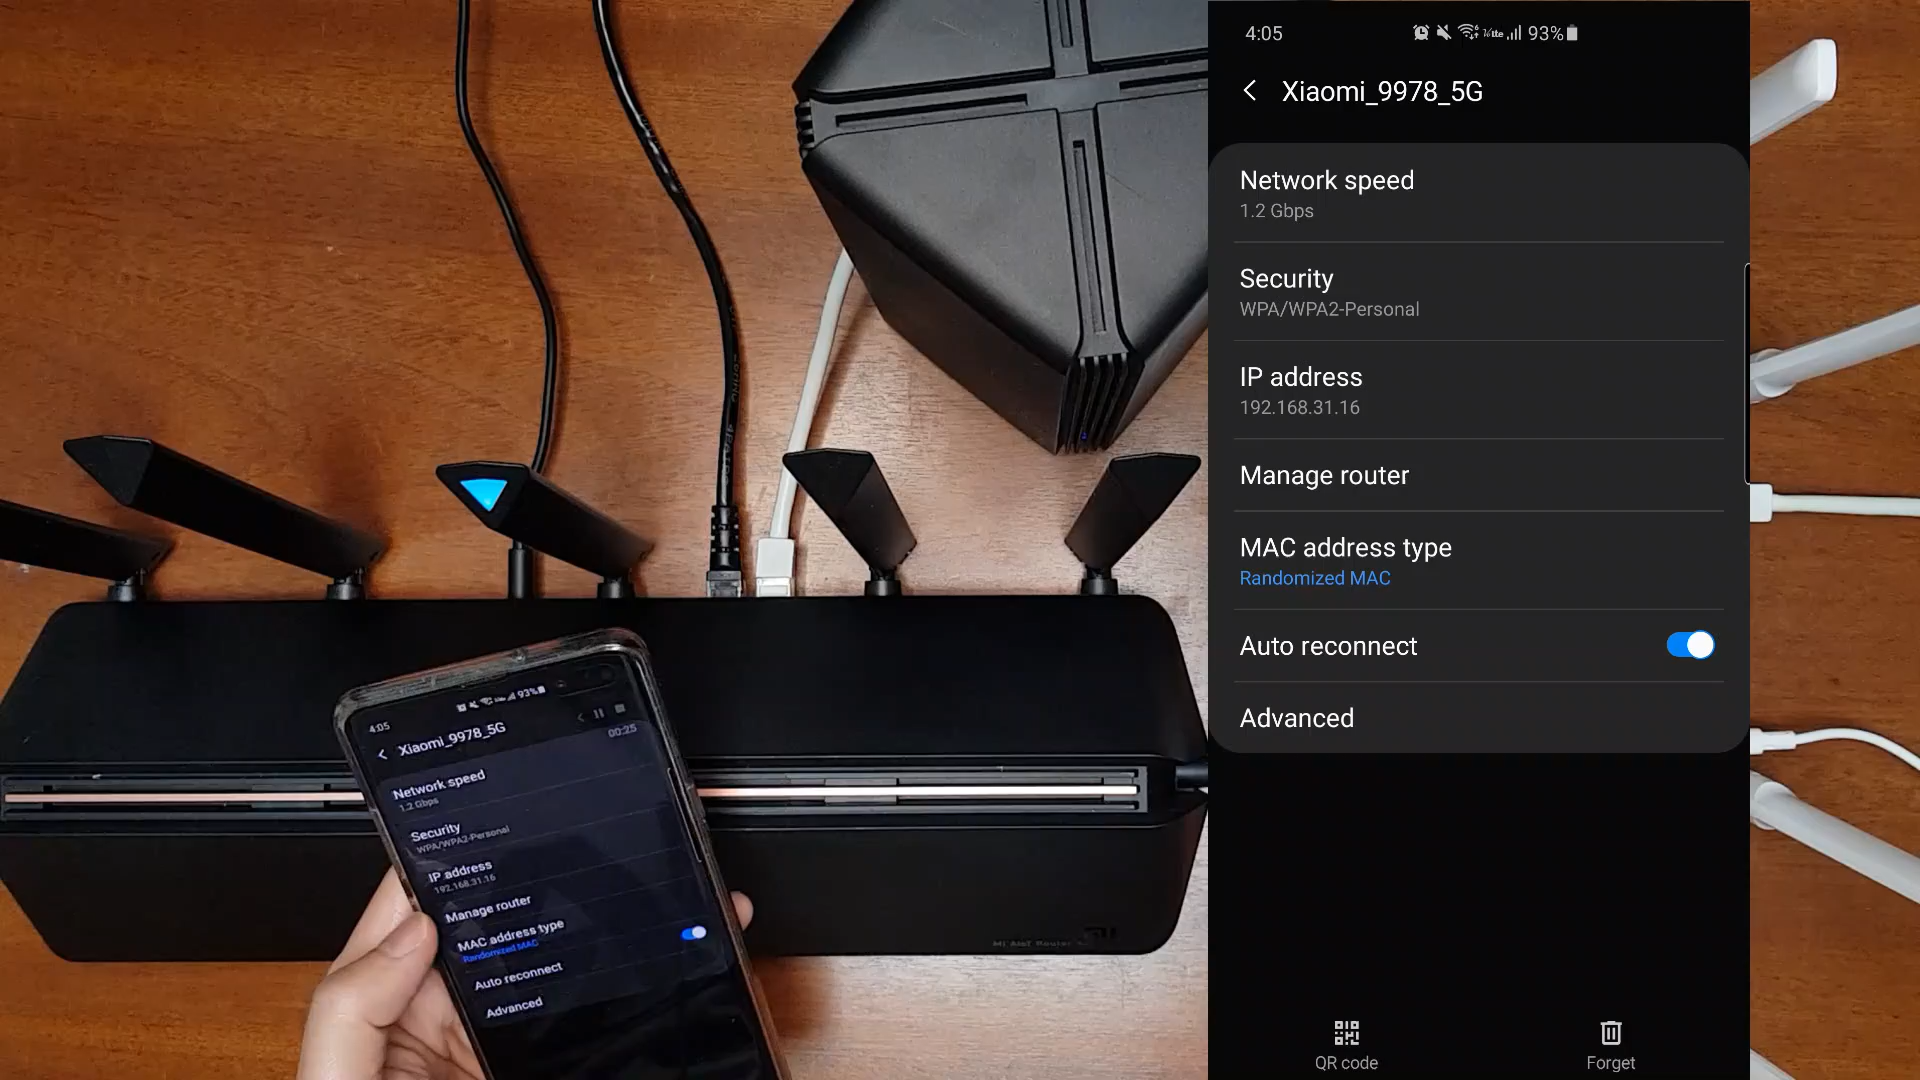 4:05
93%
Xiaomi_9978_5G
Network speed
1.2 Gbps
Security
WPA/WPA2-Personal
IP address
192.168.31.16
Manage router
MAC address type
Randomized MAC
Auto reconnect
Advanced
QR code
Forget
4:05
93%
Xiaomi_9978_5G
00:25
Network speed
1.2 Gbps
Security
WPA/WPA2-Personal
IP address
192.168.31.16
Manage router
MAC address type
Randomized MAC
Auto reconnect
Advanced